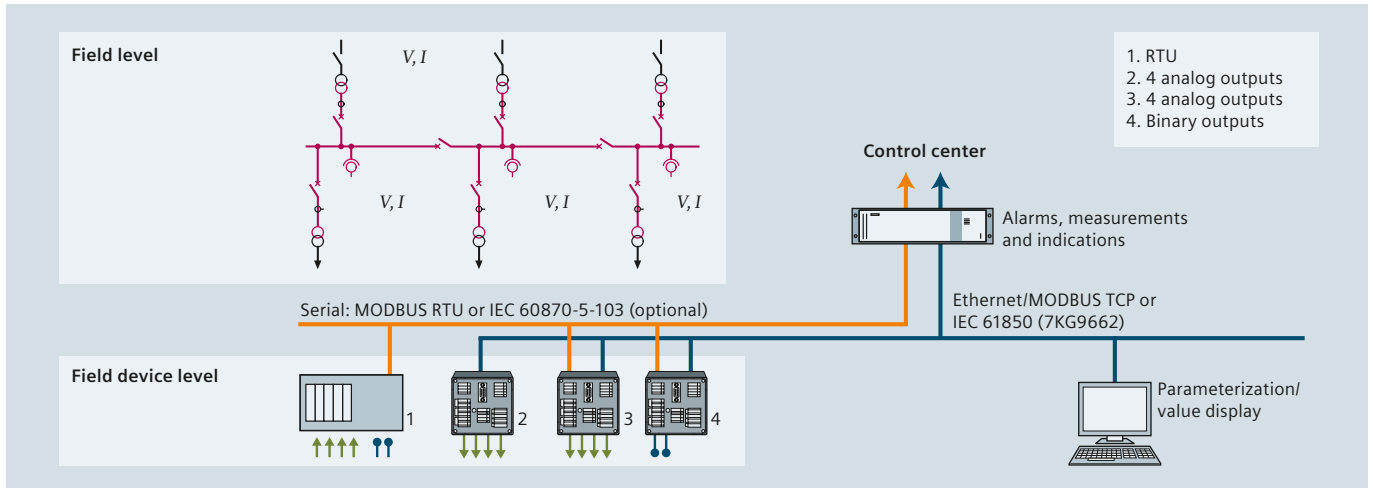 Field level
V, I
V, I
V, I
V, I
1. RTU
2. 4 analog outputs
3. 4 analog outputs
4. Binary outputs
Control center
Alarms, measurements
and indications
Serial: MODBUS RTU or IEC 60870-5-103 (optional)
Ethernet/MODBUS TCP or
IEC 61850 (7KG9662)
Field device level
1
2
3
4
Parameterization/
value display